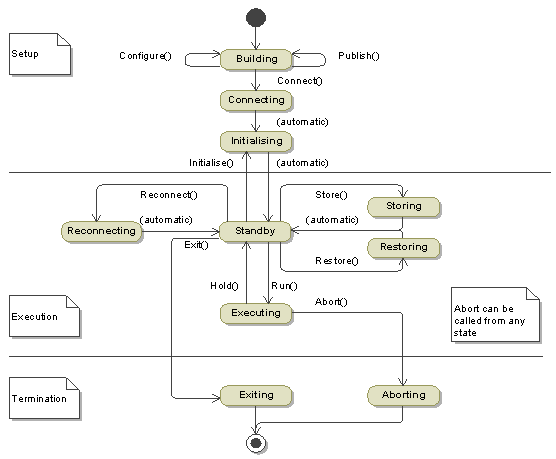 Setup
Configure()
Building
Publish()
Connect()
Connecting
(automatic)
Initialising
Initialise()
(automatic)
Reconnect()
Store()
Storing
(automatic)
(automatic)
Reconnecting
Standby
Exit()
Restoring
Restore()
Hold()
Run()
Abort()
Execution
Executing
Abort can be
called from any
state
Termination
Exiting
Aborting